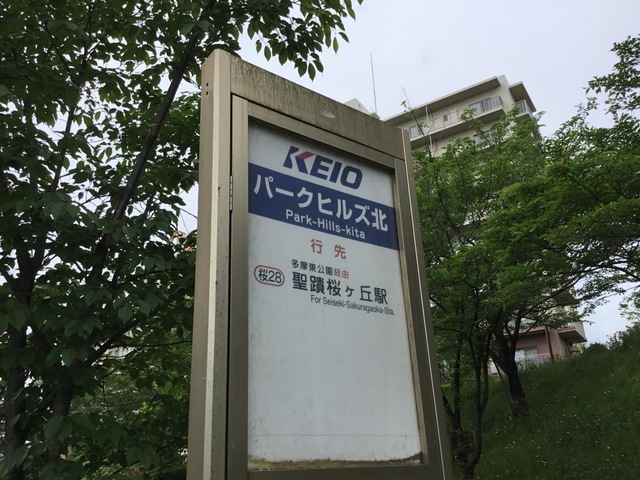 KEIO
パークヒルズ北
Park-Hills-kita
行先
多摩東公園経由
桜28 聖蹟桜ヶ丘駅
For Seiseki-Sakuragaoka-Sta.